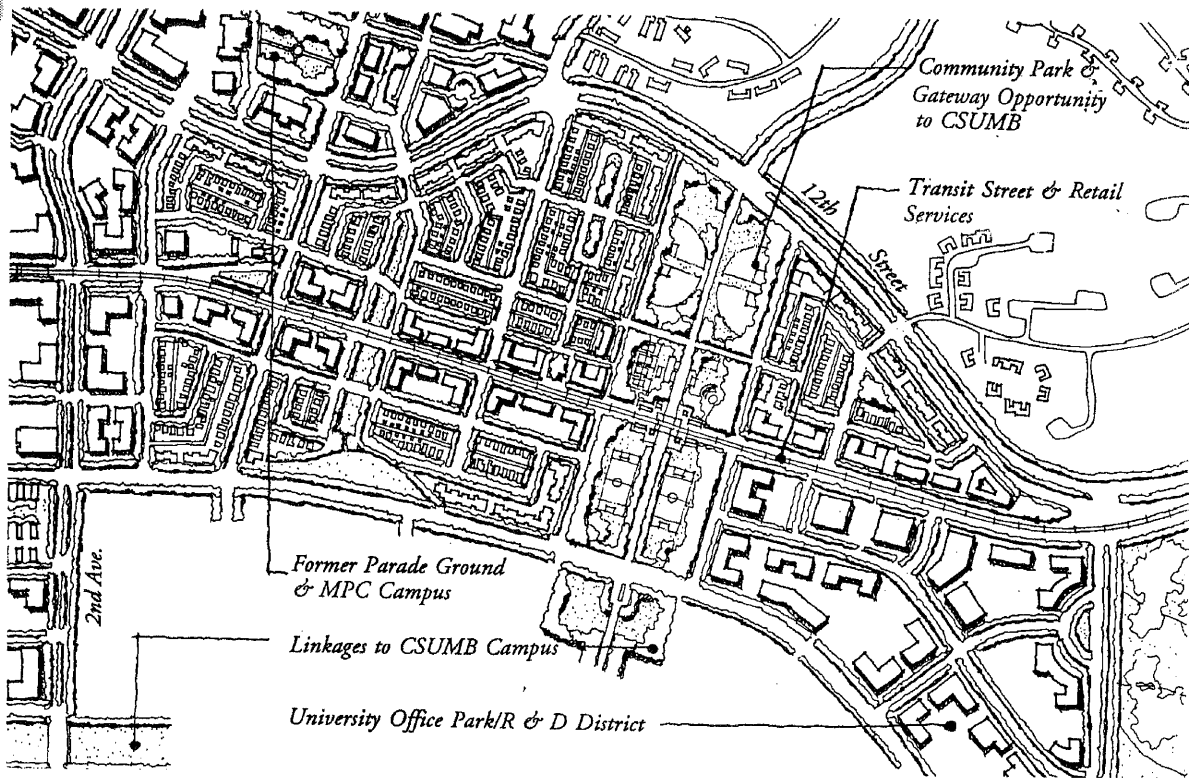 Community Park &
Gateway Opportunity
to CSUMB
12th
Street
Transit Street & Retail
Services
2nd Ave.
Former Parade Ground
& MPC Campus
Linkages to CSUMB Campus
University Office Park/R & D District